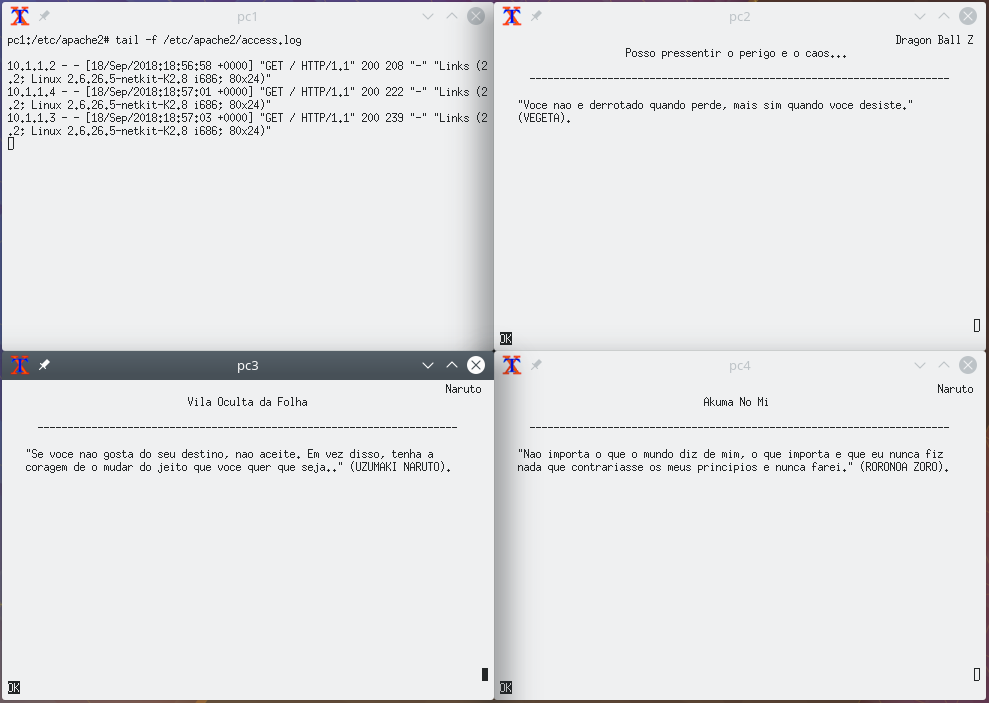 pc1
pc1:/etc/apache2# tail -f /etc/apache2/access.log
10.1.1.2 - - [18/Sep/2018:18:56:58 +0000] "GET / HTTP/1.1" 200 208 "-" "Links (2
.2; Linux 2.6.26.5-netkit-K2.8 i686; 80x24)"
10.1.1.4 - - [18/Sep/2018:18:57:01 +0000] "GET / HTTP/1.1" 200 222 "-" "Links (2
.2; Linux 2.6.26.5-netkit-K2.8 i686; 80x24)"
10.1.1.3 - - [18/Sep/2018:18:57:03 +0000] "GET / HTTP/1.1" 200 239 "-" "Links (2
.2; Linux 2.6.26.5-netkit-K2.8 i686; 80x24)"
pc2
Dragon Ball Z
Posso pressentir o perigo e o caos...
----------------------------------------------------------------------
"Voce nao e derrotado quando perde, mais sim quando voce desiste."
(VEGETA).
OK
pc3
Naruto
Vila Oculta da Folha
----------------------------------------------------------------------
"Se voce nao gosta do seu destino, nao aceite. Em vez disso, tenha a
coragem de o mudar do jeito que voce quer que seja.." (UZUMAKI NARUTO).
OK
pc4
Naruto
Akuma No Mi
----------------------------------------------------------------------
"Nao importa o que o mundo diz de mim, o que importa e que eu nunca fiz
nada que contrariasse os meus principios e nunca farei." (RORONOA ZORO).
OK